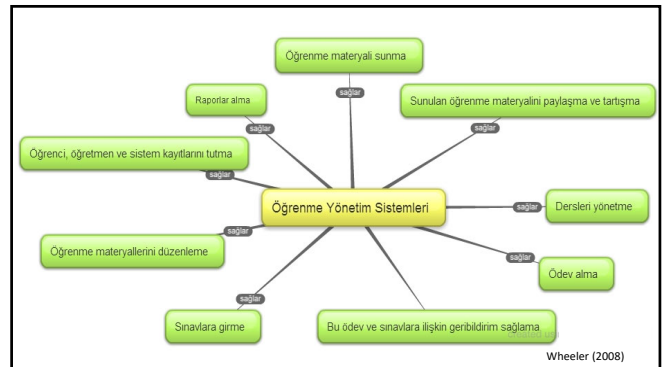 Öğrenme materyali sunma
sağlar
Raporlar alma
sağlar
Sunulan öğrenme materyalini paylaşma ve tartışma
sağlar
Öğrenci, öğretmen ve sistem kayıtlarını tutma
sağlar
Öğrenme Yönetim Sistemleri
sağlar
Dersleri yönetme
sağlar
Öğrenme materyallerini düzenleme
sağlar
Ödev alma
sağlar
Sınavlara girme
Bu ödev ve sınavlara ilişkin geribildirim sağlama
Created usi
Wheeler (2008)